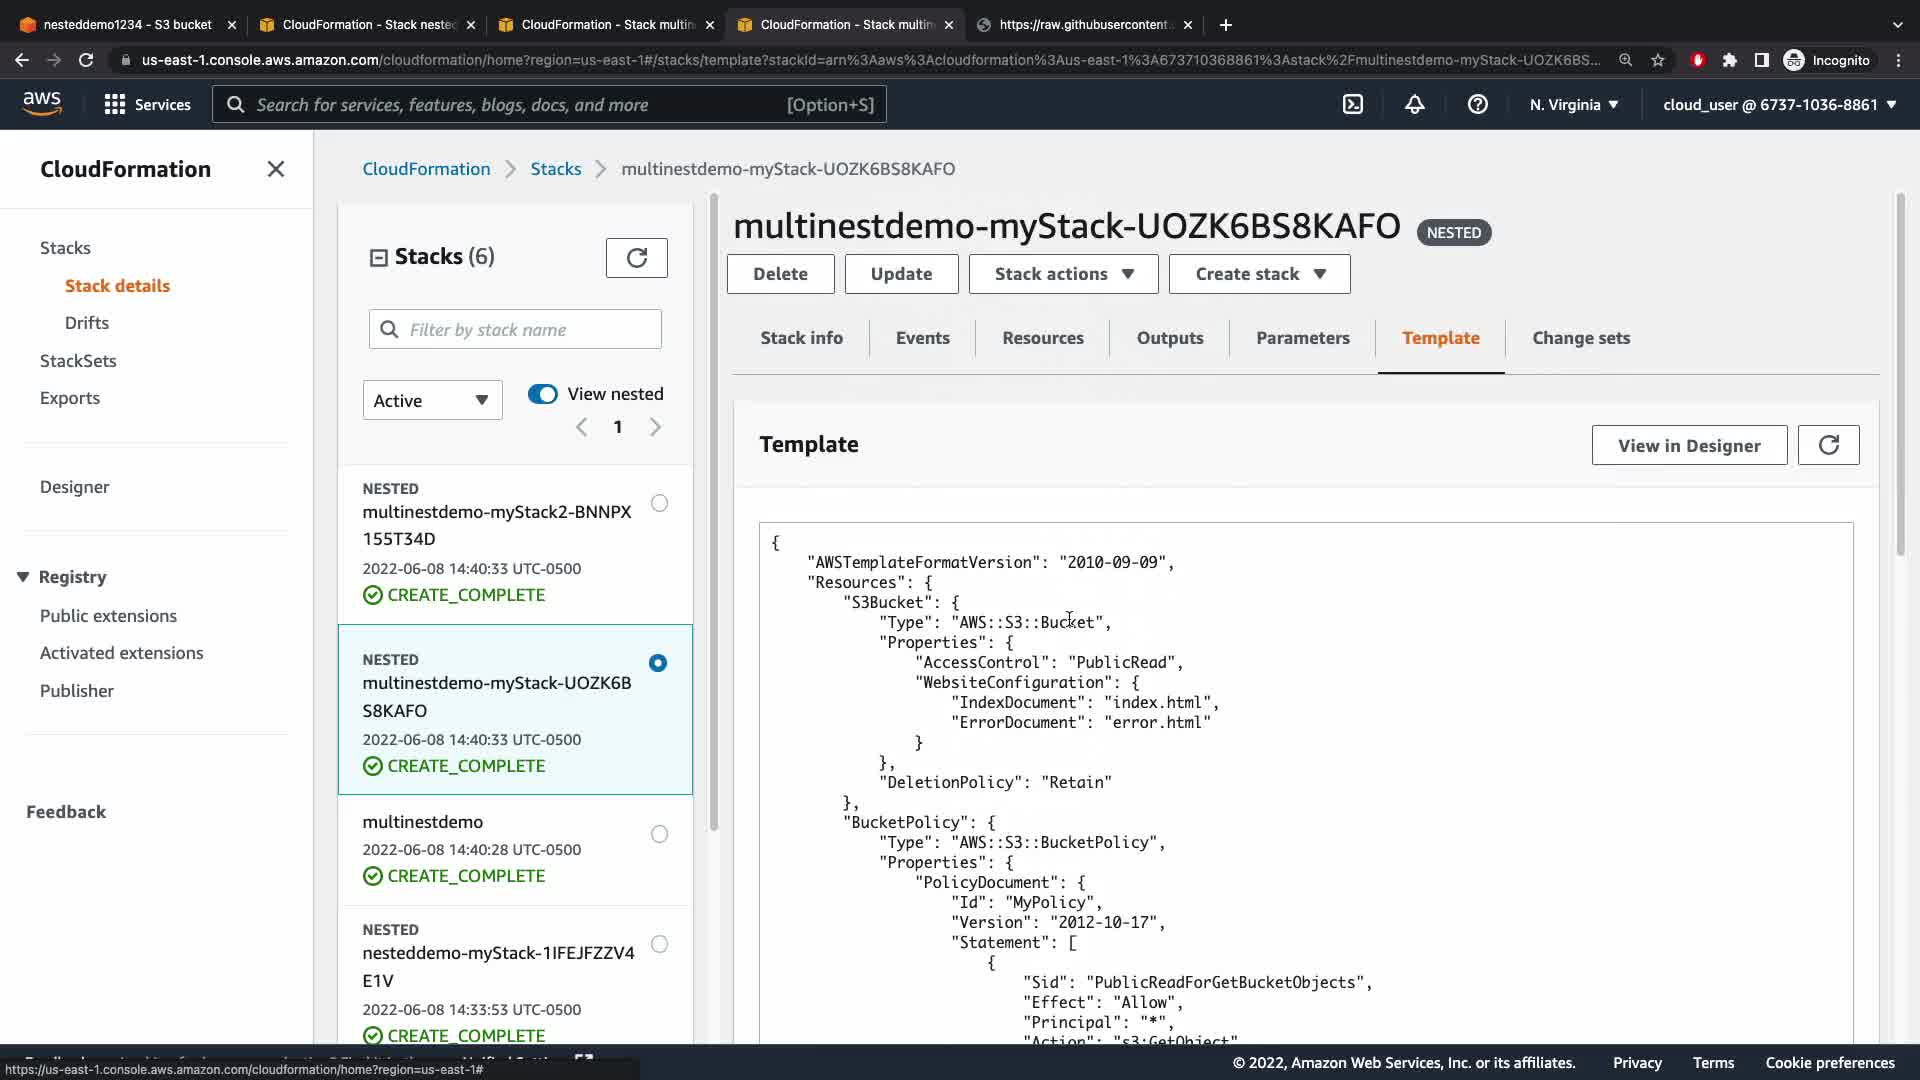 nesteddemo1234 - S3 bucket
CloudFormation - Stack neste
CloudFormation - Stack multin
CloudFormation - Stack multin
https://raw.githubusercontent.
us-east-1.console.aws.amazon.com/cloudformation/home?region=us-east-1#/stacks/template?stackId=arn%3Aaws%3Acloudformation%3Aus-east-1%3A673710368861%3Astack%2Fmultinestdemo-myStack-UOZK6BS...
Incognito
aws
Services
Search for services, features, blogs, docs, and more
[Option+S]
N. Virginia
cloud_user @ 6737-1036-8861
CloudFormation
Stacks
Stack details
Drifts
StackSets
Exports
Designer
Registry
Public extensions
Activated extensions
Publisher
Feedback
CloudFormation
Stacks
multinestdemo-myStack-UOZK6BS8KAFO
Stacks (6)
Filter by stack name
Active
View nested
1
NESTED
multinestdemo-myStack2-BNNPX
155T34D
2022-06-08 14:40:33 UTC-0500
CREATE_COMPLETE
NESTED
multinestdemo-myStack-UOZK6B
S8KAFO
2022-06-08 14:40:33 UTC-0500
CREATE_COMPLETE
multinestdemo
2022-06-08 14:40:28 UTC-0500
CREATE_COMPLETE
NESTED
nesteddemo-myStack-1IFEJFZZV4
E1V
2022-06-08 14:33:53 UTC-0500
CREATE_COMPLETE
multinestdemo-myStack-UOZK6BS8KAFO
NESTED
Delete
Update
Stack actions
Create stack
Stack info
Events
Resources
Outputs
Parameters
Template
Change sets
Template
View in Designer
{
"AWSTemplateFormatVersion": "2010-09-09",
"Resources": {
"S3Bucket": {
"Type": "AWS::S3::Bucket",
"Properties": {
"AccessControl": "PublicRead",
"WebsiteConfiguration": {
"IndexDocument": "index.html",
"ErrorDocument": "error.html"
}
},
"DeletionPolicy": "Retain"
},
"BucketPolicy": {
"Type": "AWS::S3::BucketPolicy",
"Properties": {
"PolicyDocument": {
"Id": "MyPolicy",
"Version": "2012-10-17",
"Statement": [
{
"Sid": "PublicReadForGetBucketObjects",
"Effect": "Allow",
"Principal": "*",
"Action": "s3:GetObject"
https://us-east-1.console.aws.amazon.com/cloudformation/home?region=us-east-1#
© 2022, Amazon Web Services, Inc. or its affiliates.
Privacy
Terms
Cookie preferences